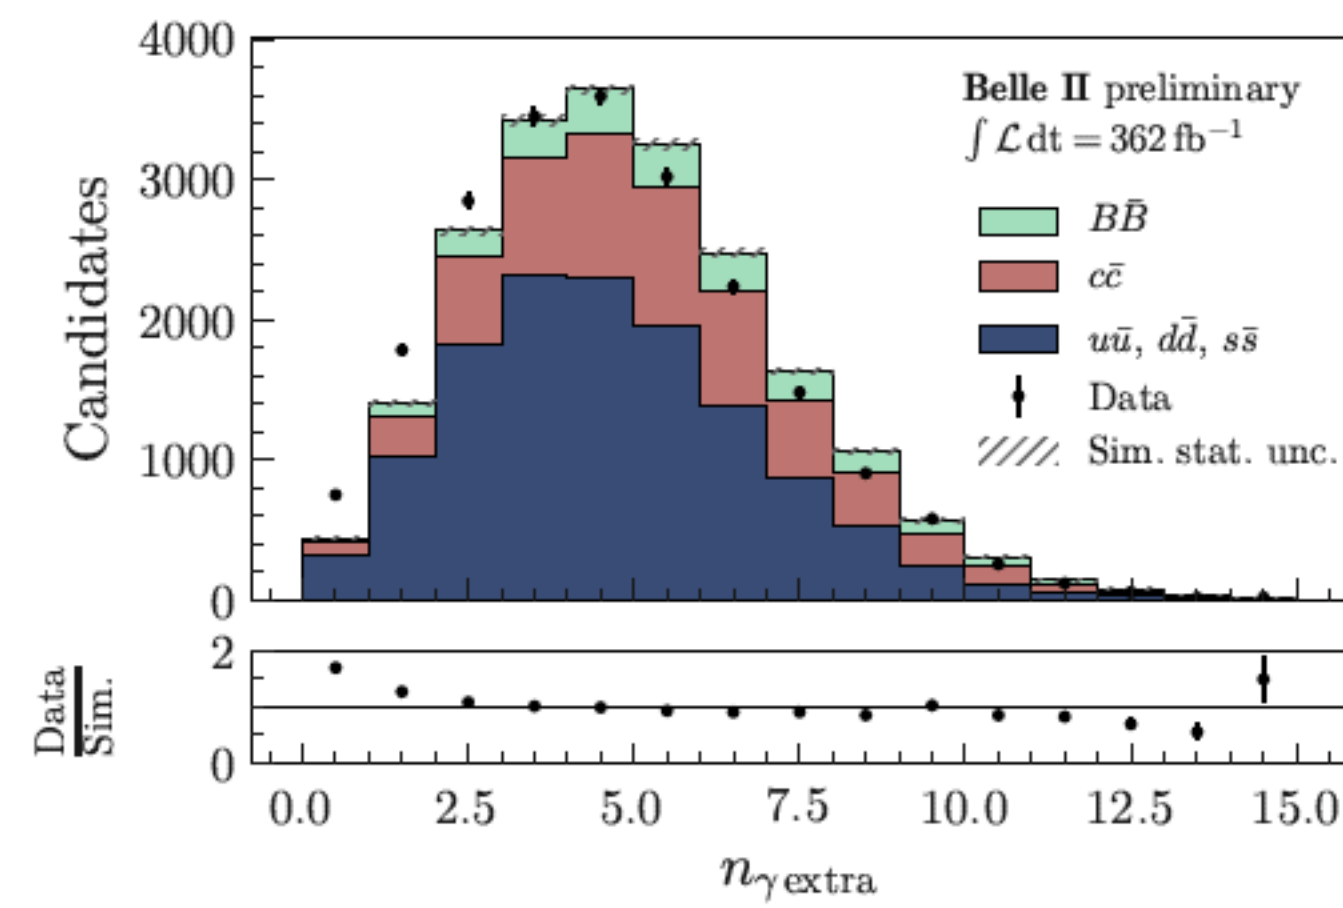 4000
3000
2000
1000
0
Candidates
Belle II preliminary
∫ ℒ dt = 362 fb⁻¹
BB̄
cc̄
uū, dd̄, ss̄
Data
Sim. stat. unc.
2
1
0
Data
Sim.
0.0 2.5 5.0 7.5 10.0 12.5 15.0
nγ extra